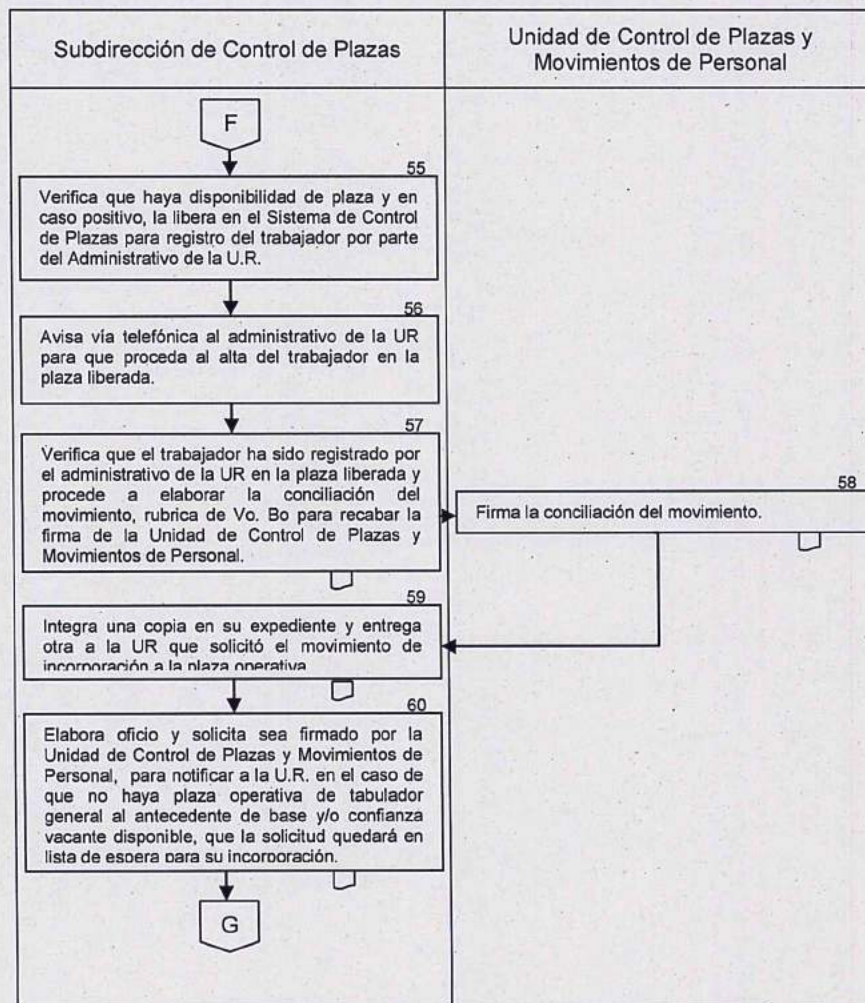 Subdirección de Control de Plazas
Unidad de Control de Plazas y
Movimientos de Personal
F
55
Verifica que haya disponibilidad de plaza y en
caso positivo, la libera en el Sistema de Control
de Plazas para registro del trabajador por parte
del Administrativo de la U.R.
56
Avisa vía telefónica al administrativo de la UR
para que proceda al alta del trabajador en la
plaza liberada.
57
Verifica que el trabajador ha sido registrado por
el administrativo de la UR en la plaza liberada y
procede a elaborar la conciliación del
movimiento, rubrica de Vo. Bo para recabar la
firma de la Unidad de Control de Plazas y
Movimientos de Personal.
58
Firma la conciliación del movimiento.
59
Integra una copia en su expediente y entrega
otra a la UR que solicitó el movimiento de
incorporación a la plaza operativa
60
Elabora oficio y solicita sea firmado por la
Unidad de Control de Plazas y Movimientos de
Personal, para notificar a la U.R. en el caso de
que no haya plaza operativa de tabulador
general al antecedente de base y/o confianza
vacante disponible, que la solicitud quedará en
lista de espera para su incorporación.
G